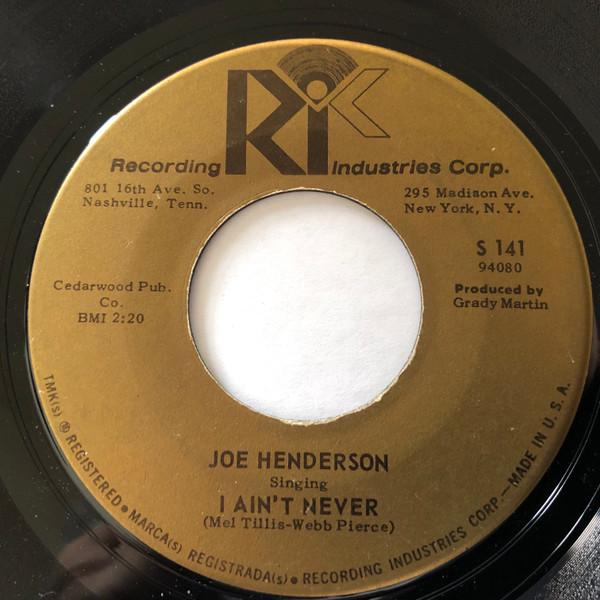 RIC
Recording Industries Corp.
801 16th Ave. So.
Nashville, Tenn.
295 Madison Ave.
New York, N. Y.
S 141
94080
Cedarwood Pub.
Co.
BMI 2:20
Produced by
Grady Martin
JOE HENDERSON
Singing
I AIN'T NEVER
(Mel Tillis-Webb Pierce)
TMK(s) ® REGISTERED • MARCA(s) REGISTRADA(s) • RECORDING INDUSTRIES CORP.—MADE IN U. S. A.